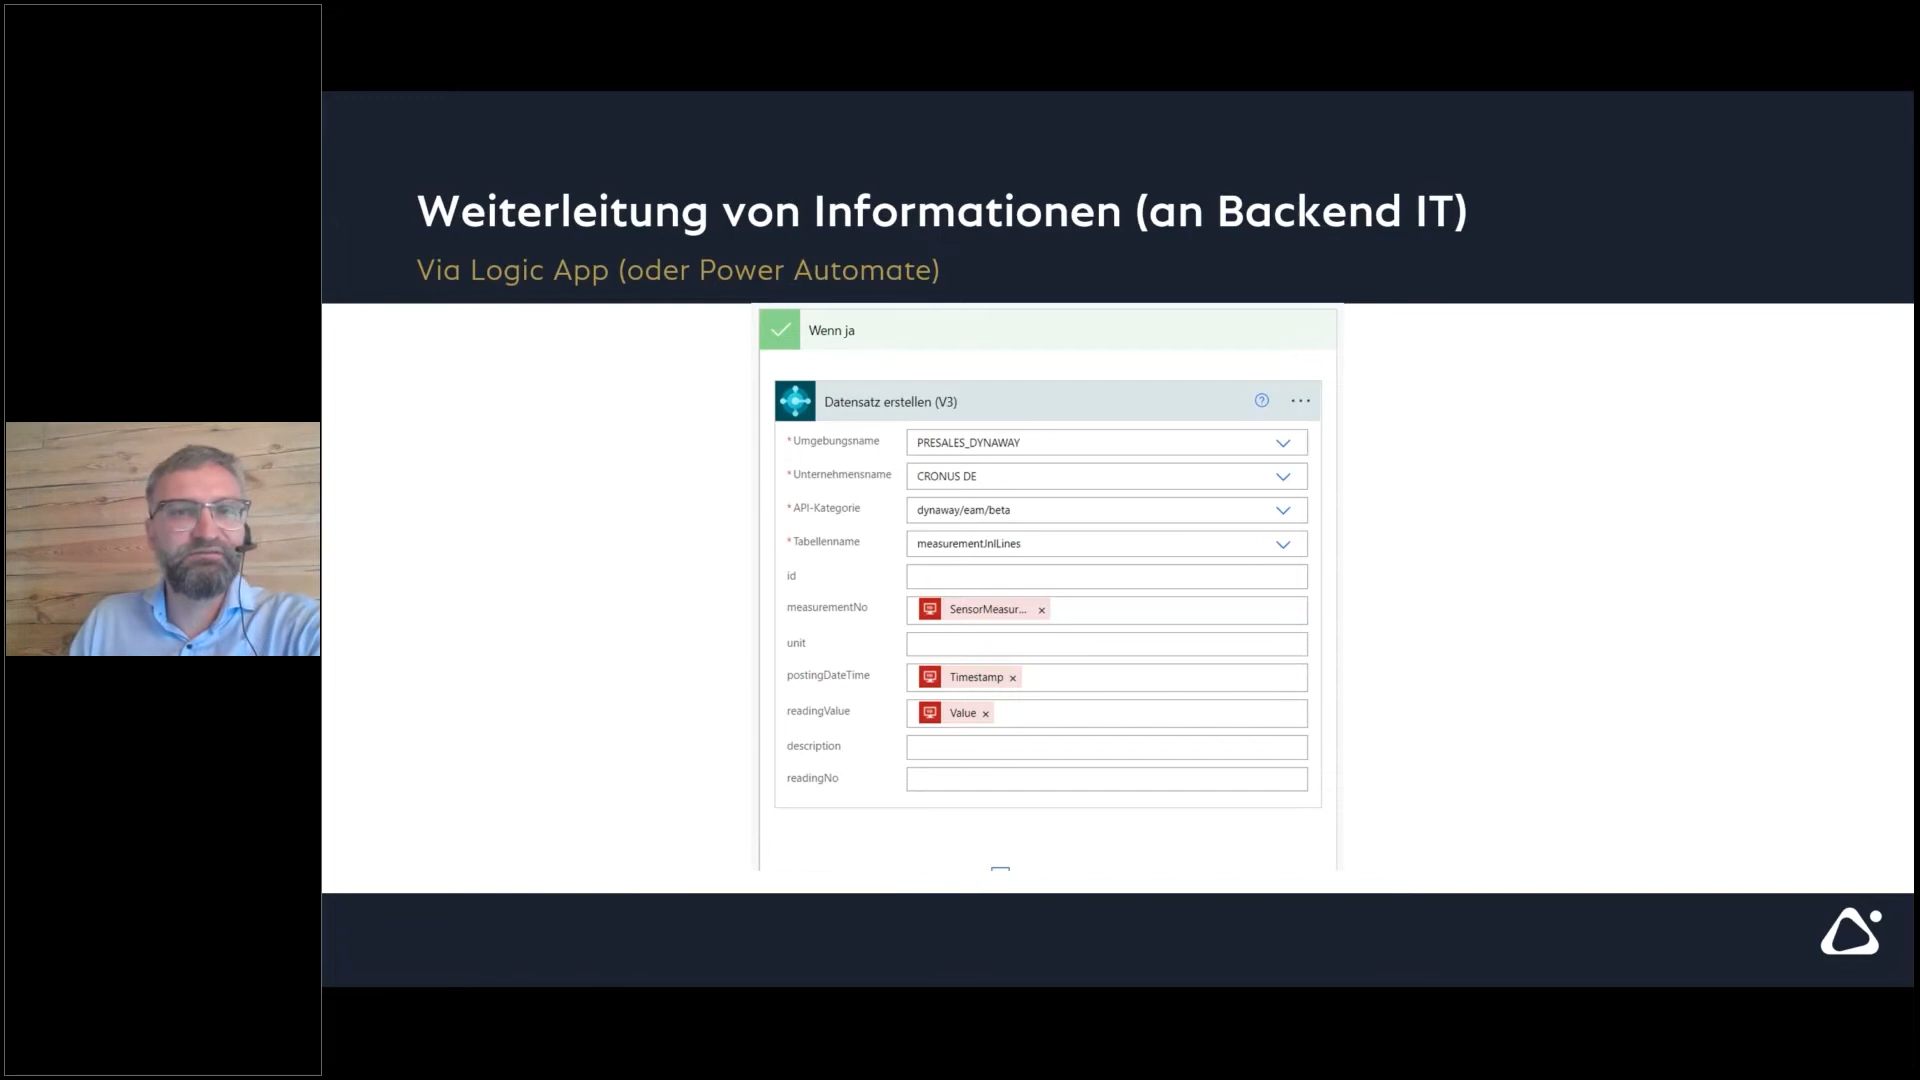 Weiterleitung von Informationen (an Backend IT)
Via Logic App (oder Power Automate)
Wenn ja
Datensatz erstellen (V3)
* Umgebungsname PRESALES_DYNAWAY
* Unternehmensname CRONUS DE
* API-Kategorie dynaway/eam/beta
* Tabellenname measurementJnlLines
id
measurementNo SensorMeasur... ×
unit
postingDateTime Timestamp ×
readingValue Value ×
description
readingNo